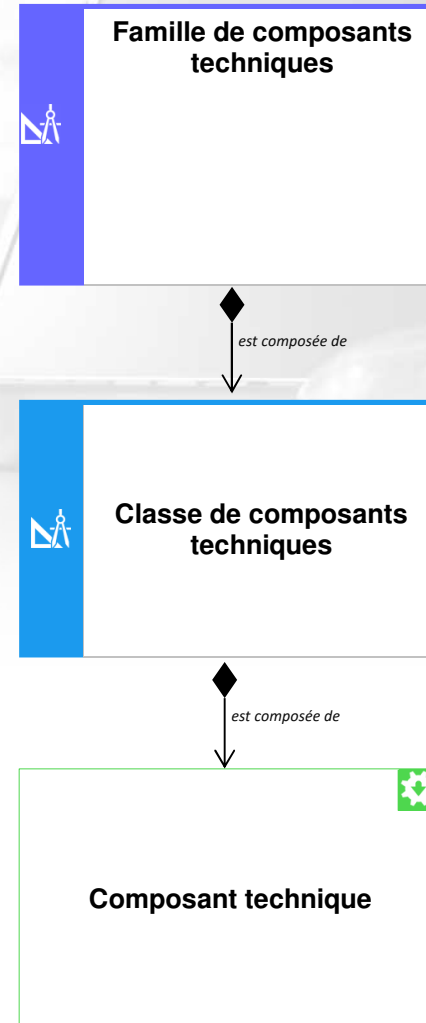 Famille de composants
techniques
est composée de
Classe de composants
techniques
est composée de
Composant technique